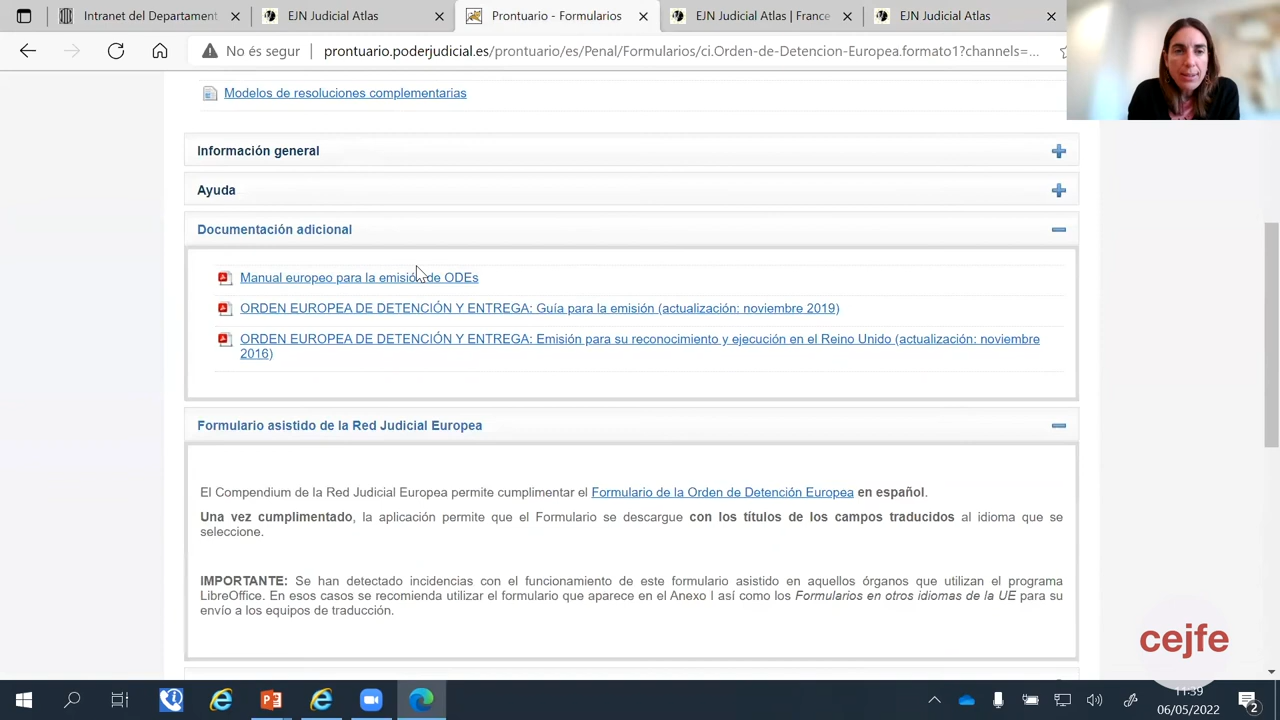 Intranet del Departament
EJN Judicial Atlas
Prontuario - Formularios
EJN Judicial Atlas | France
EJN Judicial Atlas
No és segur
prontuario.poderjudicial.es/prontuario/es/Penal/Formularios/ci.Orden-de-Detencion-Europea.formato1?channels=...
Modelos de resoluciones complementarias
Información general
Ayuda
Documentación adicional
Manual europeo para la emisión de ODEs
ORDEN EUROPEA DE DETENCIÓN Y ENTREGA: Guía para la emisión (actualización: noviembre 2019)
ORDEN EUROPEA DE DETENCIÓN Y ENTREGA: Emisión para su reconocimiento y ejecución en el Reino Unido (actualización: noviembre
2016)
Formulario asistido de la Red Judicial Europea
El Compendium de la Red Judicial Europea permite cumplimentar el Formulario de la Orden de Detención Europea en español.
Una vez cumplimentado, la aplicación permite que el Formulario se descargue con los títulos de los campos traducidos al idioma que se
seleccione.
IMPORTANTE: Se han detectado incidencias con el funcionamiento de este formulario asistido en aquellos órganos que utilizan el programa
LibreOffice. En esos casos se recomienda utilizar el formulario que aparece en el Anexo I así como los Formularios en otros idiomas de la UE para su
envío a los equipos de traducción.
cejfe
11:39
06/05/2022
2